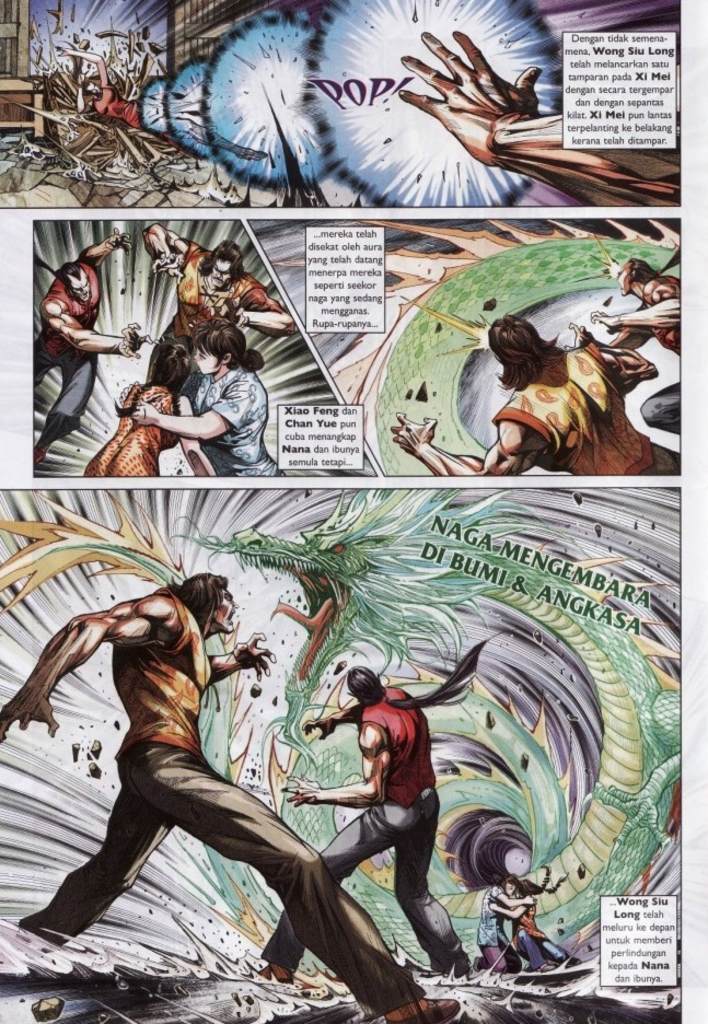 Dengan tidak semena-
mena, Wong Siu Long
telah melancarkan satu
tamparan pada Xi Mei
dengan secara tergempar
dan dengan sepantas
kilat. Xi Mei pun lantas
terpelanting ke belakang
kerana telah ditampar.
POP!
Xiao Feng dan
Chan Yue pun
cuba menangkap
Nana dan ibunya
semula tetapi...
...mereka telah
disekat oleh aura
yang telah datang
menerpa mereka
seperti seekor
naga yang sedang
mengganas.
Rupa-rupanya...
NAGA MENGEMBARA
DI BUMI & ANGKASA
...Wong Siu
Long telah
meluru ke depan
untuk memberi
perlindungan
kepada Nana
dan ibunya.